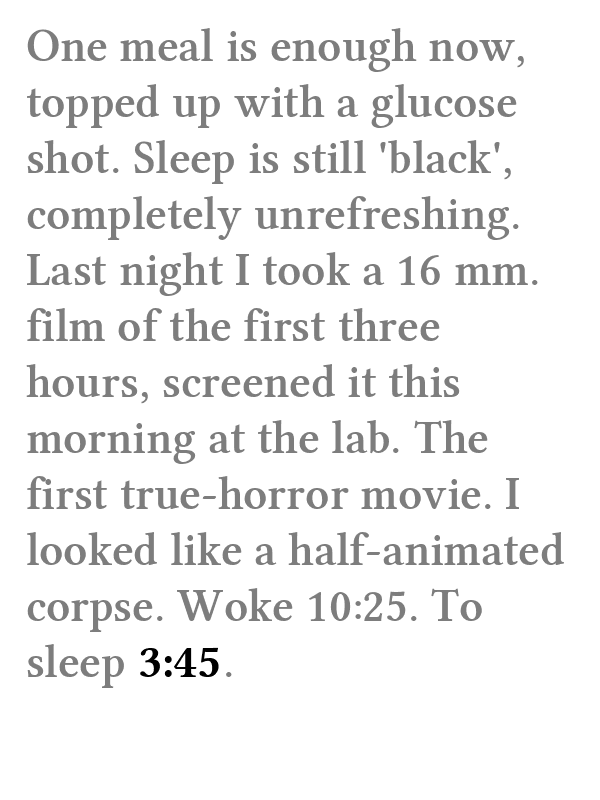 One meal is enough now,
topped up with a glucose
shot. Sleep is still 'black',
completely unrefreshing.
Last night I took a 16 mm.
film of the first three
hours, screened it this
morning at the lab. The
first true-horror movie. I
looked like a half-animated
corpse. Woke 10:25. To
sleep 3:45.